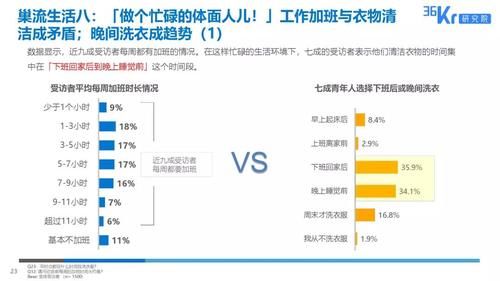 巢流生活八：「做个忙碌的体面人儿！」工作加班与衣物清
洁成矛盾；晚间洗衣成趋势（1）
36Kr
研究院
数据显示，近九成受访者每周都有加班的情况。在这样忙碌的生活环境下，七成的受访者表示他们清洁衣物的时间集
中在「下班回家后到晚上睡觉前」这个时间段。
受访者平均每周加班时长情况
少于1个小时 9%
1-3小时 18%
3-5小时 17%
5-7小时 17%
7-9小时 16%
9-11小时 7%
超过11小时 6%
基本不加班 11%
近九成受访者
每周都要加班
VS
七成青年人选择下班后或晚间洗衣
早上起床后 8.4%
上班离家前 2.9%
下班回家后 35.9%
晚上睡觉前 34.1%
周末才洗衣服 16.8%
我从不洗衣服 1.9%
23